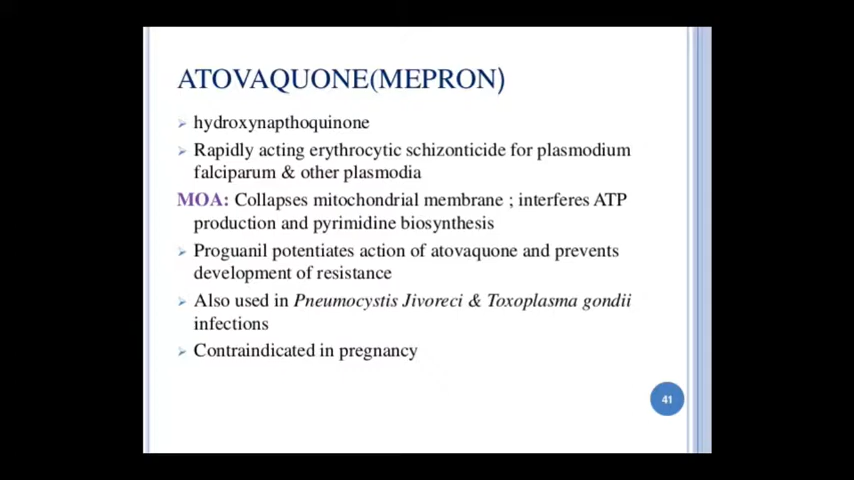 ATOVAQUONE(MEPRON)
hydroxynapthoquinone
Rapidly acting erythrocytic schizonticide for plasmodium
falciparum & other plasmodia
MOA: Collapses mitochondrial membrane ; interferes ATP
production and pyrimidine biosynthesis
Proguanil potentiates action of atovaquone and prevents
development of resistance
Also used in Pneumocystis Jivoreci & Toxoplasma gondii
infections
Contraindicated in pregnancy
41